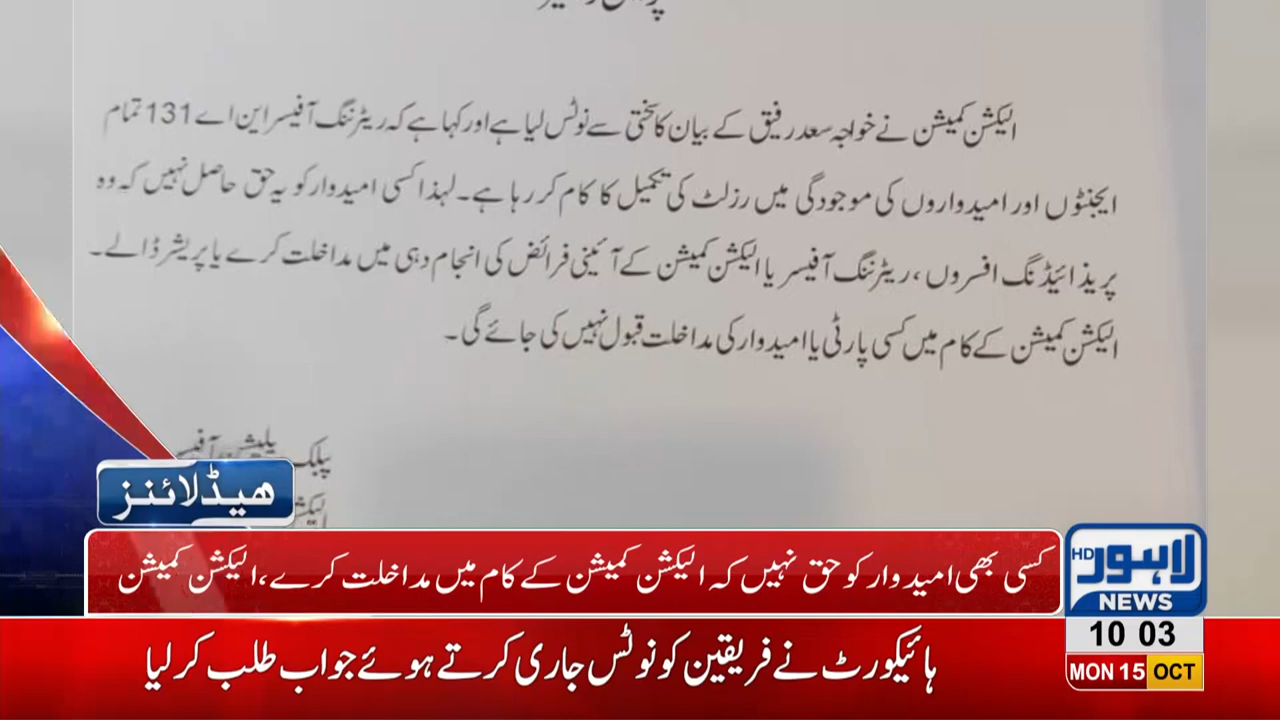 الیکشن کمیشن نے خواجہ سعد رفیق کے بیان کا سختی سے نوٹس لیا ہے اور کہا ہے کہ ریٹرننگ آفیسر این اے 131 تمام
ایجنٹوں اور امیدواروں کی موجودگی میں رزلٹ کی تکمیل کا کام کر رہا ہے۔ لہذا کسی امیدوار کو یہ حق حاصل نہیں کہ وہ
پریذائیڈنگ افسروں، ریٹرننگ آفیسر یا الیکشن کمیشن کے آئینی فرائض کی انجام دہی میں مداخلت کرے یا پریشر ڈالے۔
الیکشن کمیشن کے کام میں کسی پارٹی یا امیدوار کی مداخلت قبول نہیں کی جائے گی۔
پبلک
ھیڈلائنز
کسی بھی امیدوار کو حق نہیں کہ الیکشن کمیشن کے کام میں مداخلت کرے، الیکشن کمیشن
HD لاہور
NEWS
10 03
MON 15 OCT
ہائیکورٹ نے فریقین کو نوٹس جاری کرتے ہوئے جواب طلب کر لیا